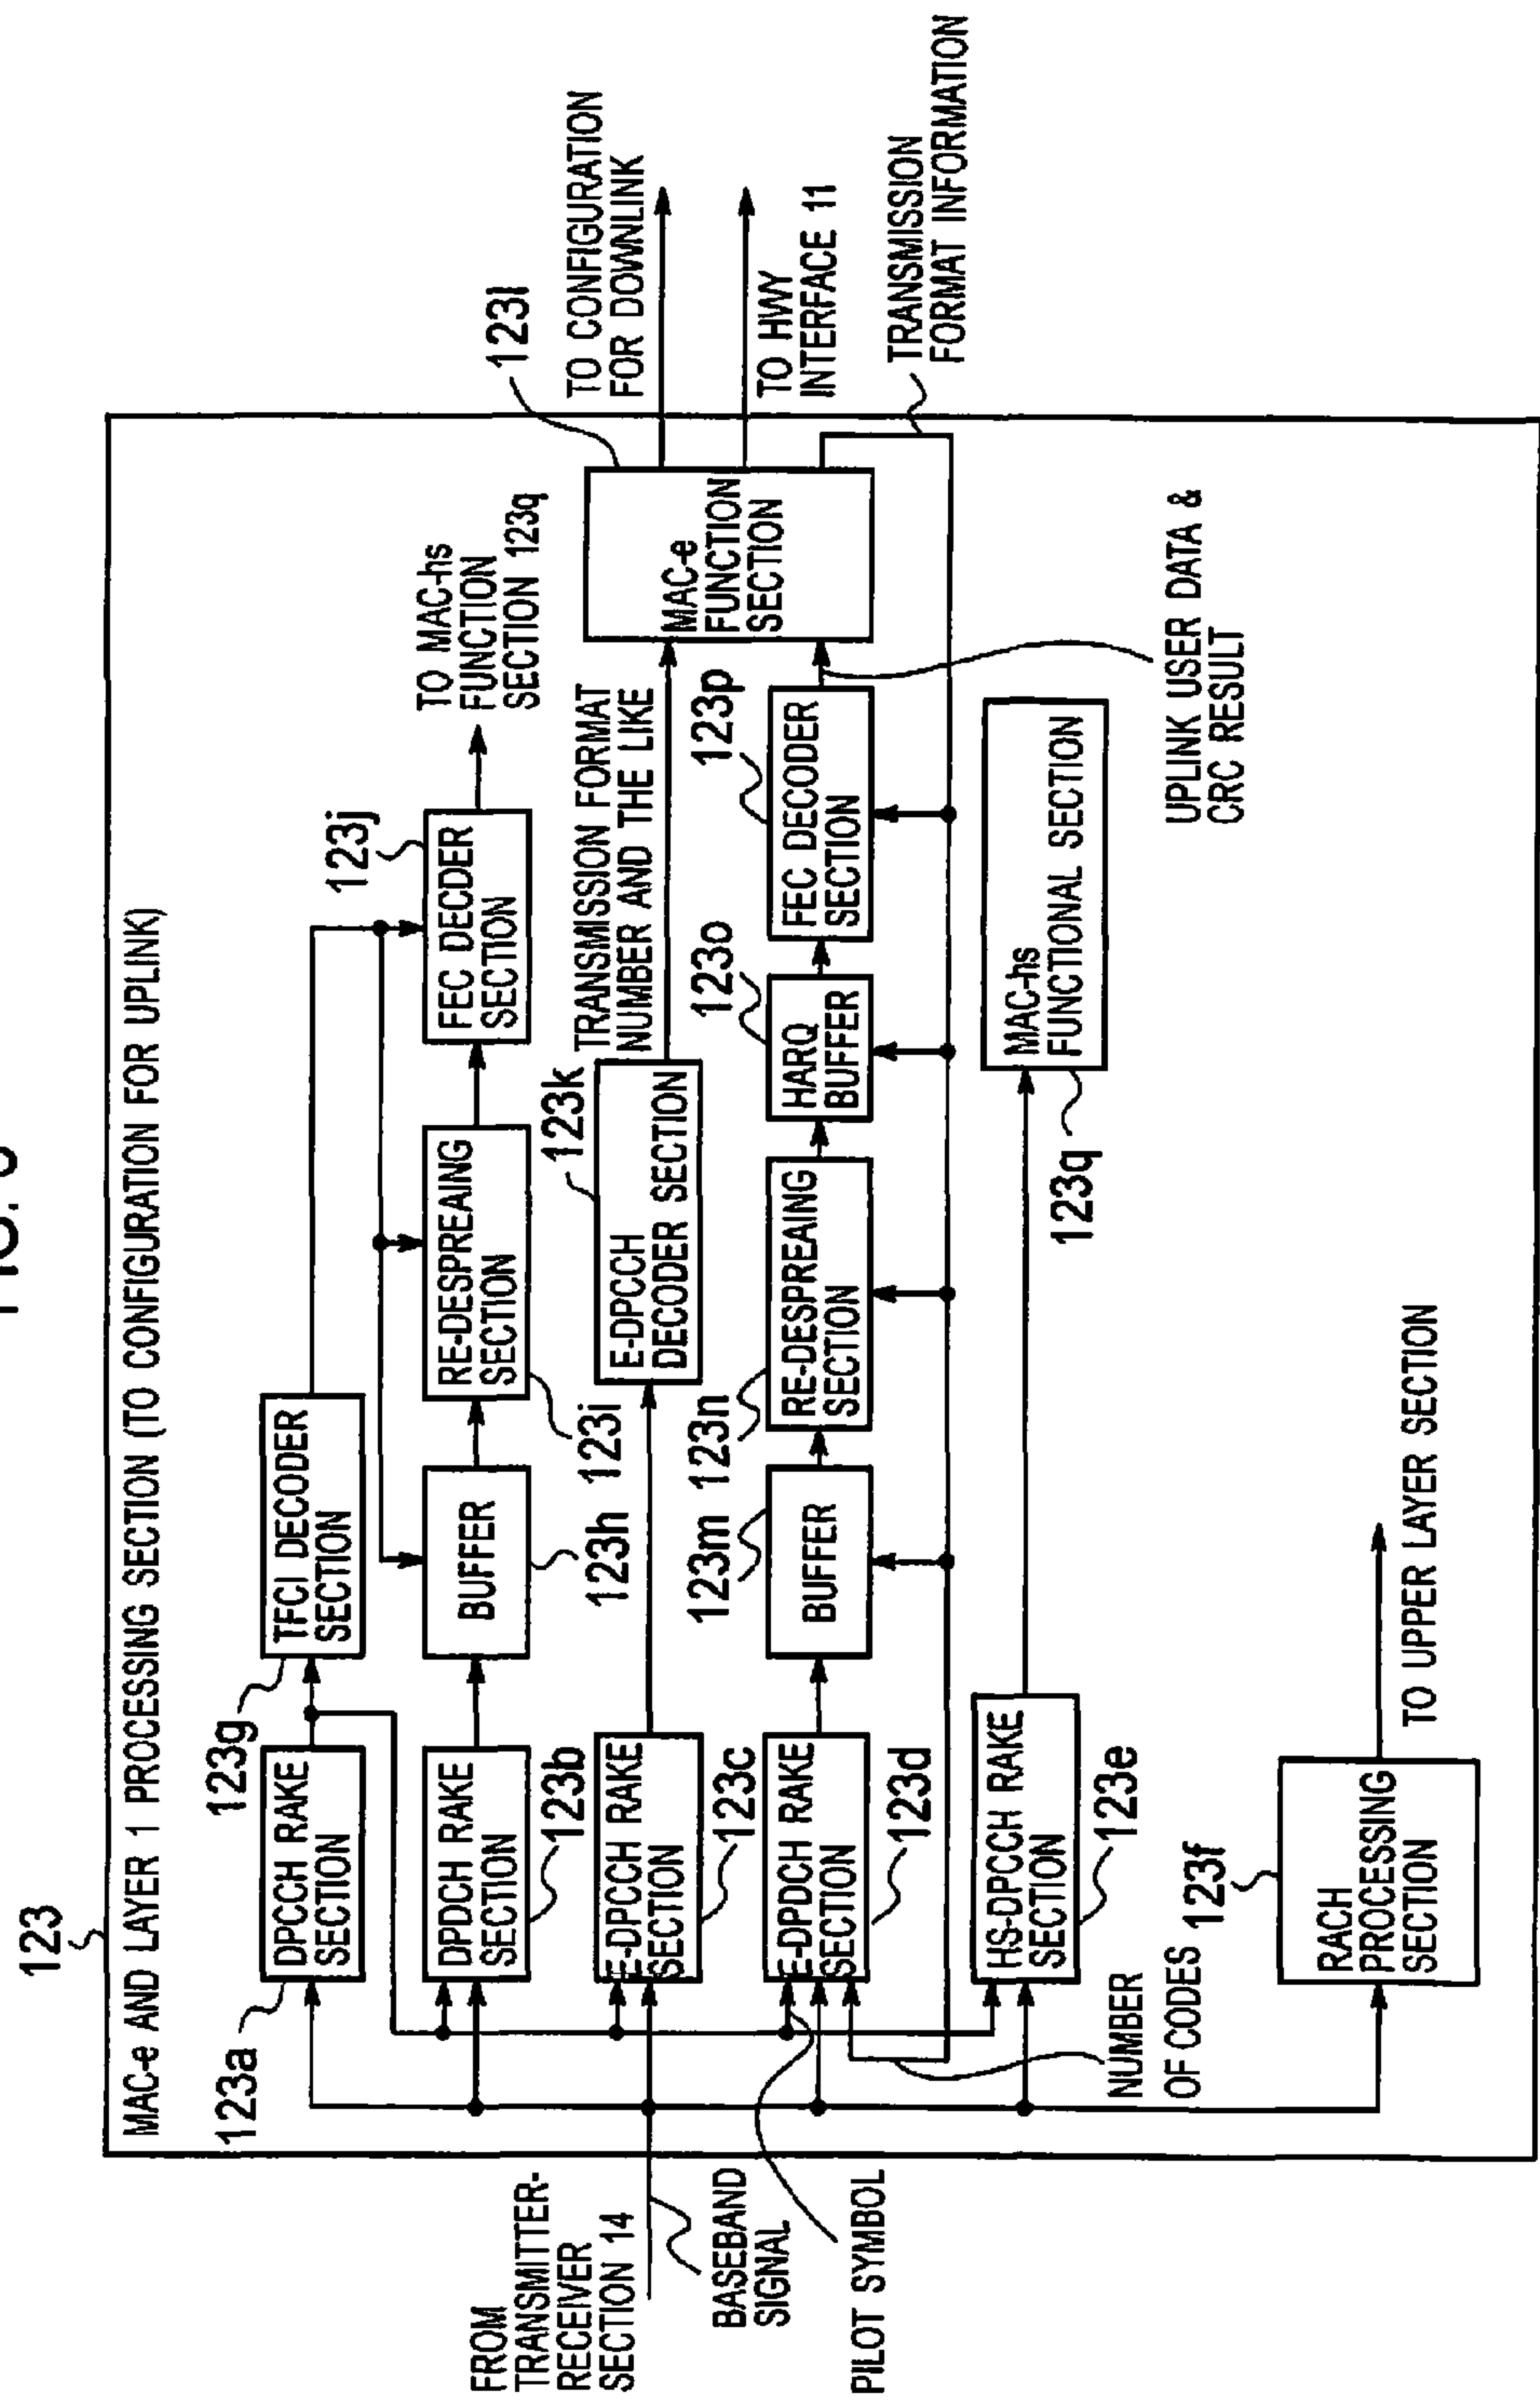 123
MAC-e AND LAYER 1 PROCESSING SECTION (TO CONFIGURATION FOR UPLINK)
123a
DPCCH RAKE
SECTION
123g
TFCI DECODER
SECTION
DPDCH RAKE
SECTION
123b
BUFFER
123h
RE-DESPREAING
SECTION
123i
FEC DECDER
SECTION
123j
TO MAC-hs
FUNCTION
SECTION 123q
FROM
TRANSMITTER-
RECEIVER
SECTION 14
BASEBAND
SIGNAL
PILOT SYMBOL
E-DPCCH RAKE
SECTION
123c
123k
E-DPCCH
DECODER SECTION
TRANSMISSION FORMAT
NUMBER AND THE LIKE
MAC-e
FUNCTION
SECTION
123l
TO CONFIGURATION
FOR DOWNLINK
TO HWY
INTERFACE 11
TRANSMISSION
FORMAT INFORMATION
E-DPDCH RAKE
SECTION
123d
123m
BUFFER
123n
RE-DESPREAING
SECTION
123o
HARQ
BUFFER
123p
FEC DECODER
SECTION
UPLINK USER DATA &
CRC RESULT
HS-DPCCH RAKE
SECTION
123e
MAC-hs
FUNCTIONAL SECTION
123q
NUMBER
OF CODES
123f
RACH
PROCESSING
SECTION
TO UPPER LAYER SECTION